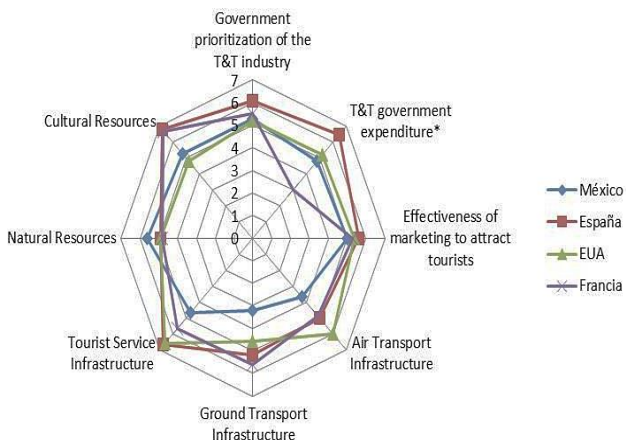 Government
prioritization of the
T&T industry
7
6
5
4
3
2
1
0
T&T government
expenditure*
Effectiveness of
marketing to attract
tourists
Air Transport
Infrastructure
Ground Transport
Infrastructure
Tourist Service
Infrastructure
Natural Resources
Cultural Resources
México
España
EUA
Francia